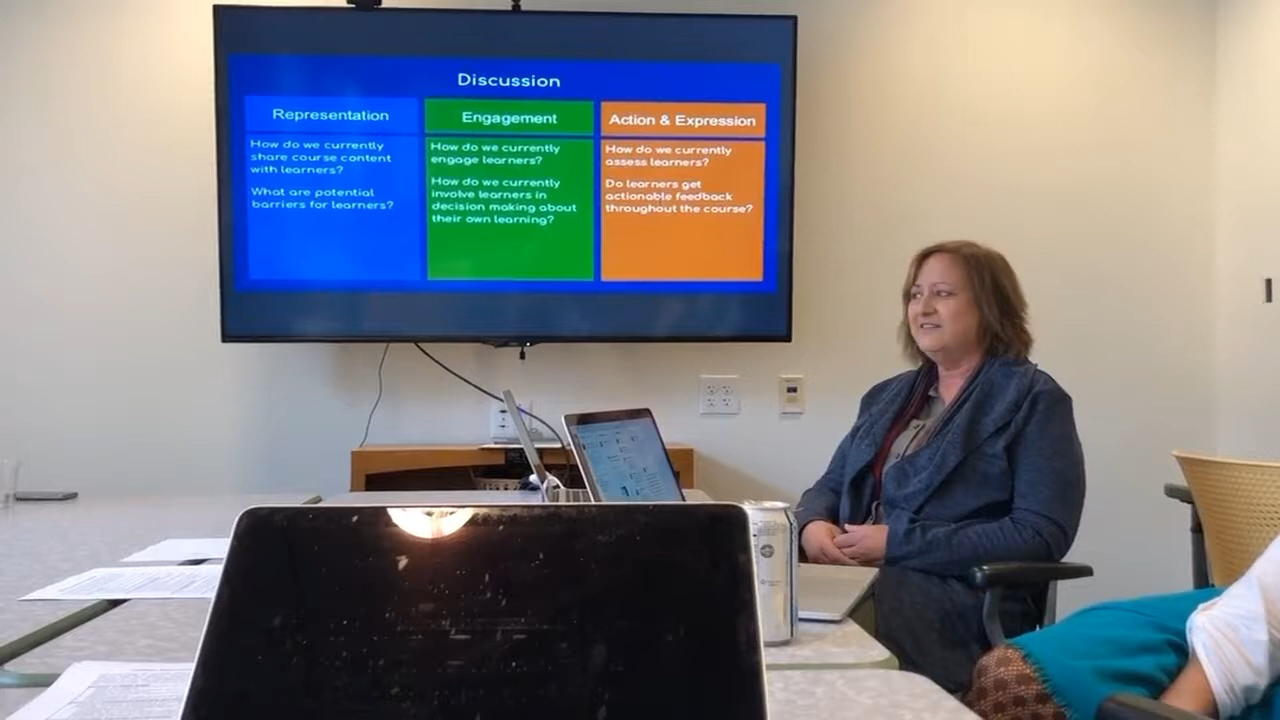 Discussion
Representation
How do we currently
share course content
with learners?
What are potential
barriers for learners?
Engagement
How do we currently
engage learners?
How do we currently
involve learners in
decision making about
their own learning?
Action & Expression
How do we currently
assess learners?
Do learners get
actionable feedback
throughout the course?